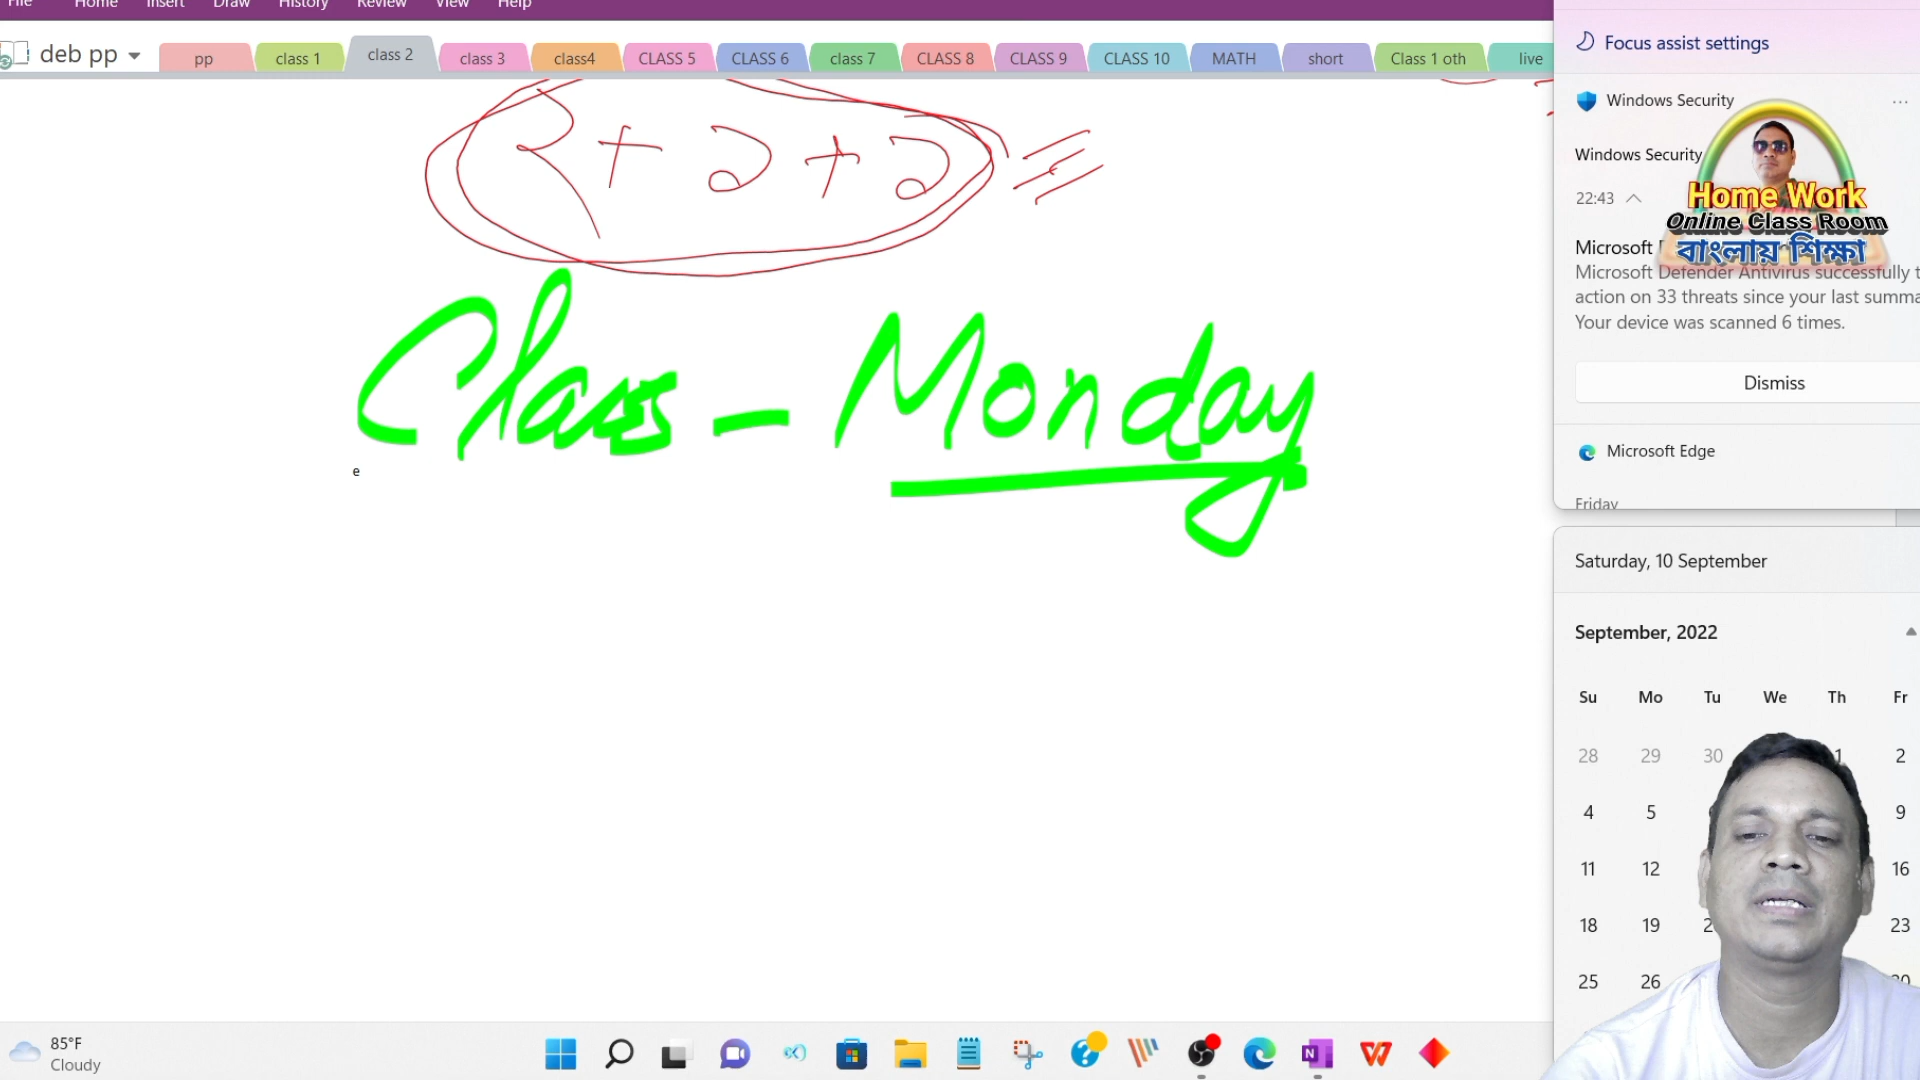 File Home Insert Draw History Review View Help
deb pp
pp class 1 class 2 class 3 class4 CLASS 5 CLASS 6 class 7 CLASS 8 CLASS 9 CLASS 10 MATH short Class 1 oth live
২ + ১ + ১ =
Class - Monday
e
Focus assist settings
Windows Security
Windows Security
22:43
Home Work
Online Class Room
বাংলায় শিক্ষা
Microsoft
Microsoft Defender Antivirus successfully t
action on 33 threats since your last summa
Your device was scanned 6 times.
Dismiss
Microsoft Edge
Friday
Saturday, 10 September
September, 2022
Su Mo Tu We Th Fr
28 29 30 1 2
4 5 9
11 12 16
18 19 2 23
25 26 30
85°F
Cloudy